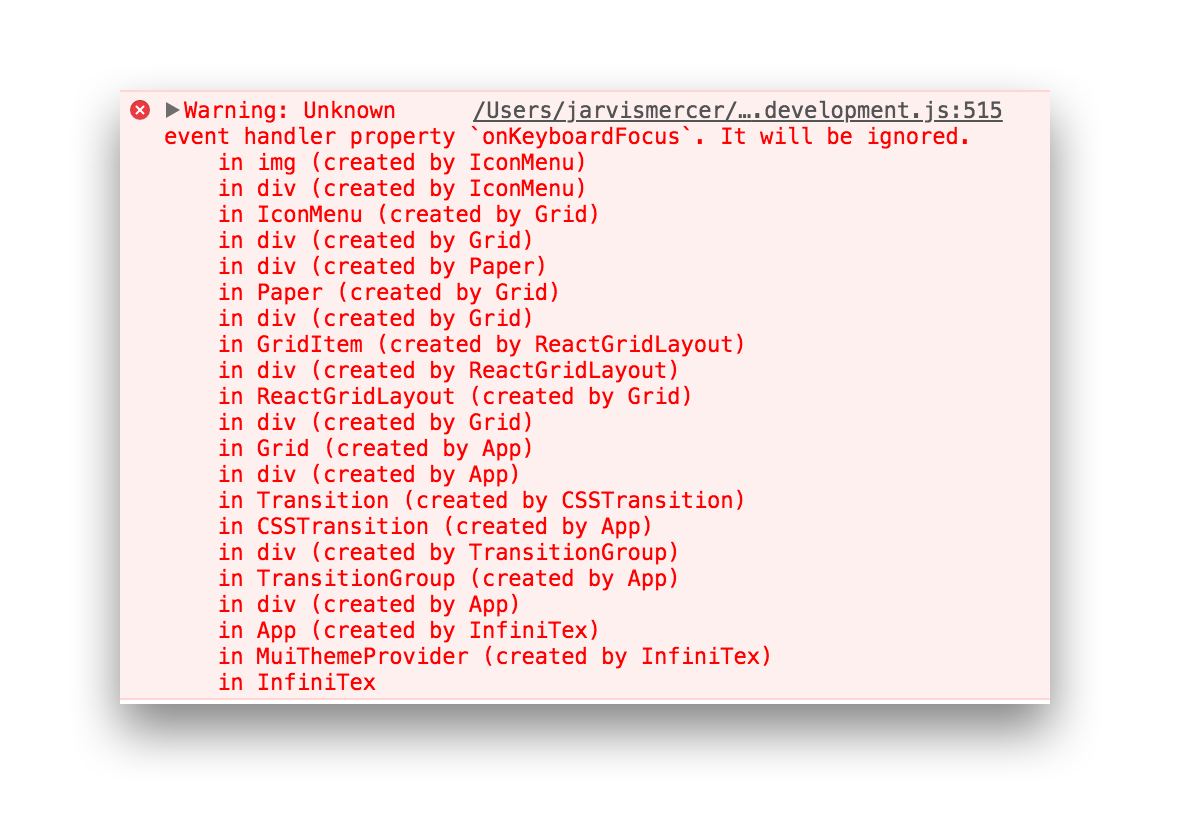 Warning: Unknown /Users/jarvismercer/….development.js:515
event handler property `onKeyboardFocus`. It will be ignored.
in img (created by IconMenu)
in div (created by IconMenu)
in IconMenu (created by Grid)
in div (created by Grid)
in div (created by Paper)
in Paper (created by Grid)
in div (created by Grid)
in GridItem (created by ReactGridLayout)
in div (created by ReactGridLayout)
in ReactGridLayout (created by Grid)
in div (created by Grid)
in Grid (created by App)
in div (created by App)
in Transition (created by CSSTransition)
in CSSTransition (created by App)
in div (created by TransitionGroup)
in TransitionGroup (created by App)
in div (created by App)
in App (created by InfiniTex)
in MuiThemeProvider (created by InfiniTex)
in InfiniTex